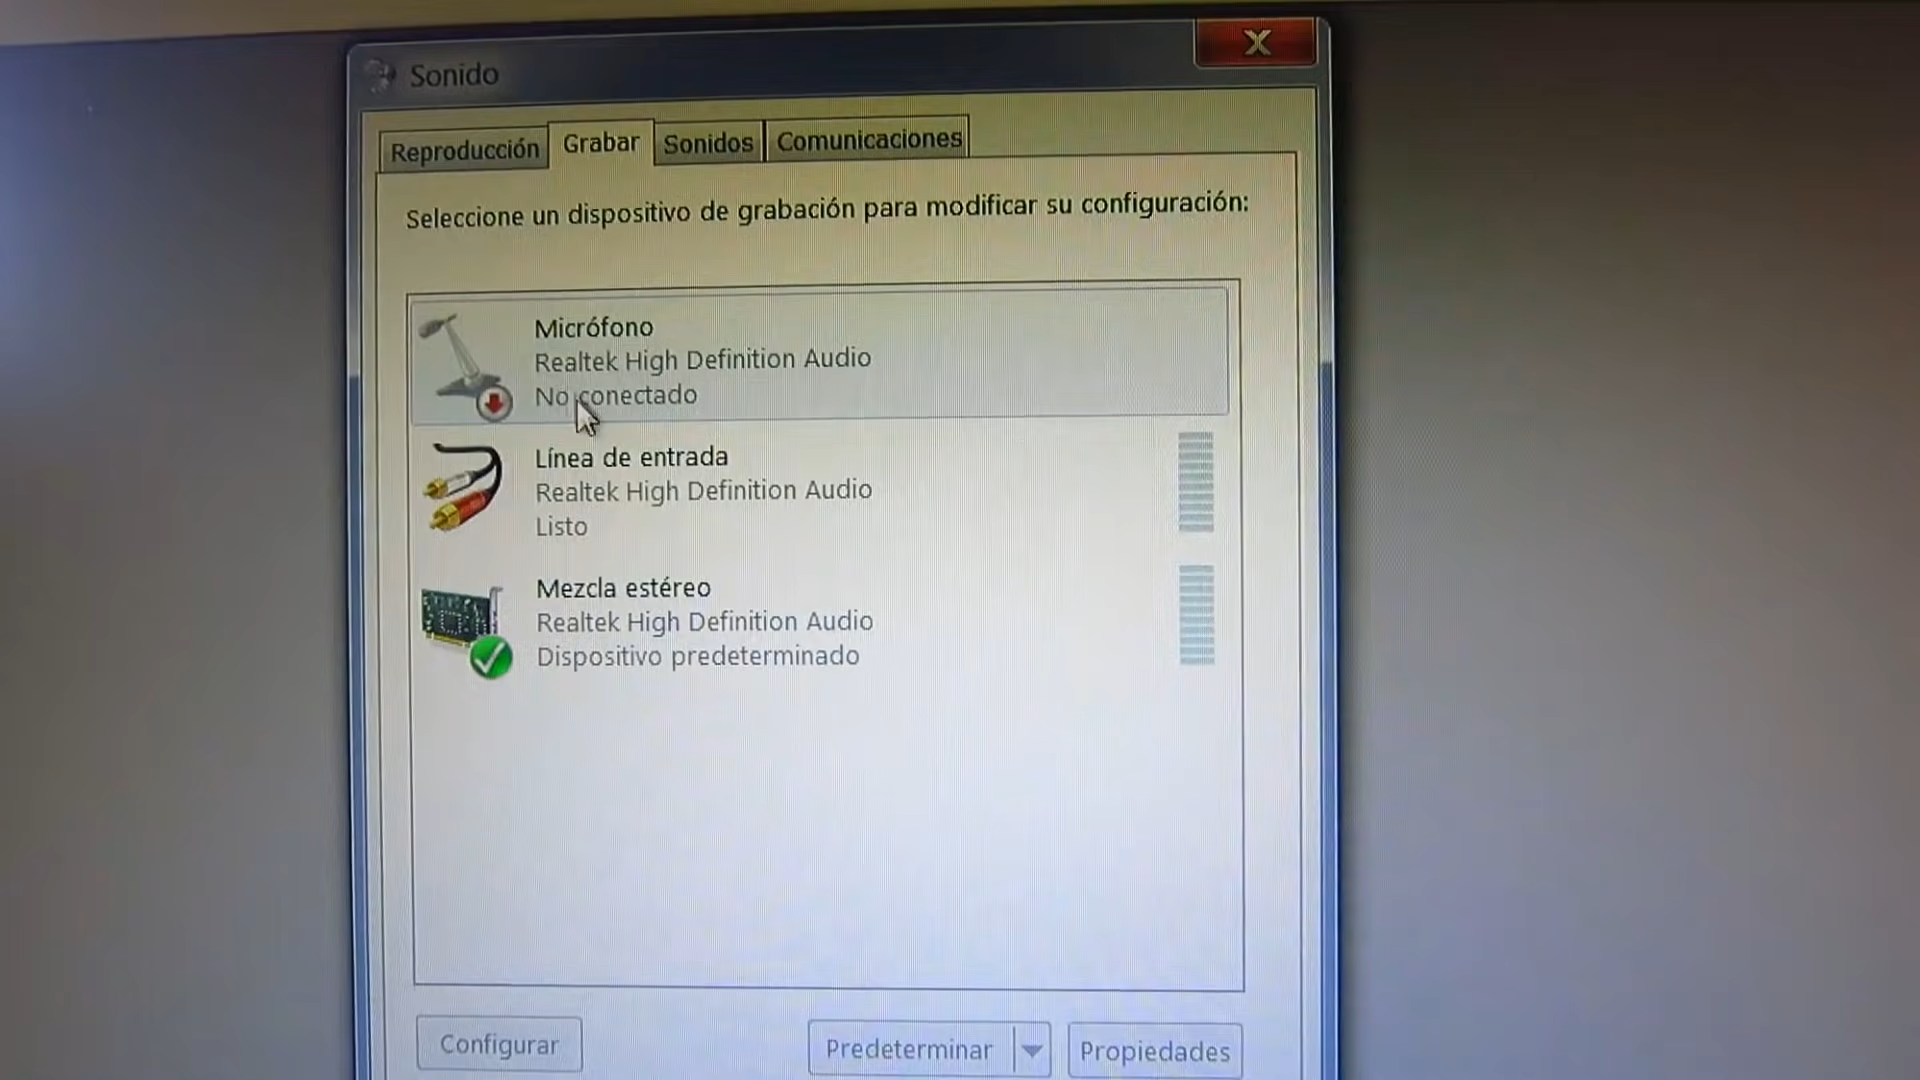 Sonido
Reproducción Grabar Sonidos Comunicaciones
Seleccione un dispositivo de grabación para modificar su configuración:
Micrófono
Realtek High Definition Audio
No conectado
Línea de entrada
Realtek High Definition Audio
Listo
Mezcla estéreo
Realtek High Definition Audio
Dispositivo predeterminado
Configurar Predeterminar Propiedades